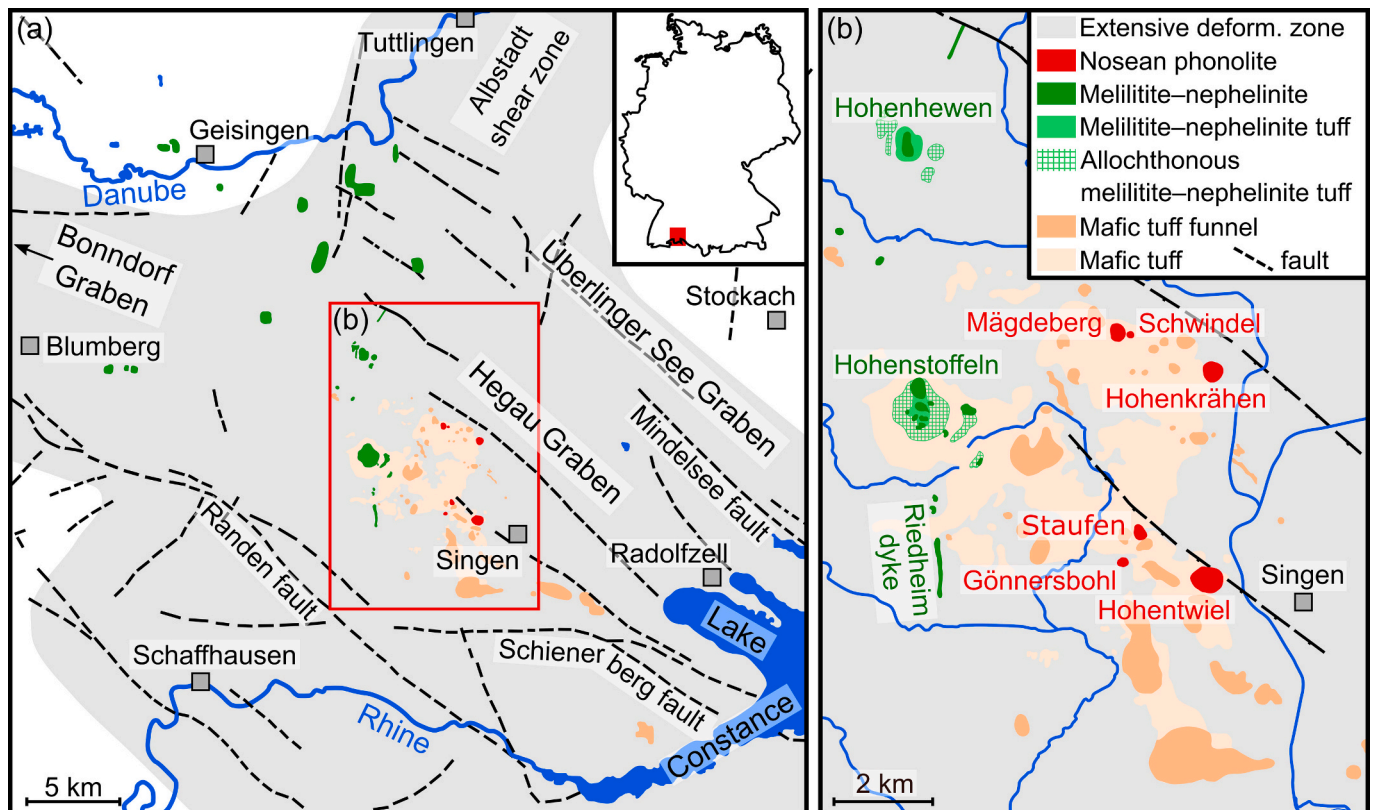 (a)
Tuttlingen
Albstadt
shear zone
Geisingen
Danube
Bonndorf
Graben
Blumberg
(b)
Überlinger See Graben
Stockach
Hegau Graben
Mindelsee fault
Randen fault
Singen
Radolfzell
Lake
Constance
Schaffhausen
Schiener berg fault
Rhine
5 km
(b)
Extensive deform. zone
Nosean phonolite
Melilitite–nephelinite
Melilitite–nephelinite tuff
Allochthonous
melilitite–nephelinite tuff
Mafic tuff funnel
Mafic tuff
fault
Hohenhewen
Mägdeberg
Schwindel
Hohenstoffeln
Hohenkrähen
Riedheim
dyke
Staufen
Gönnersbohl
Hohentwiel
Singen
2 km